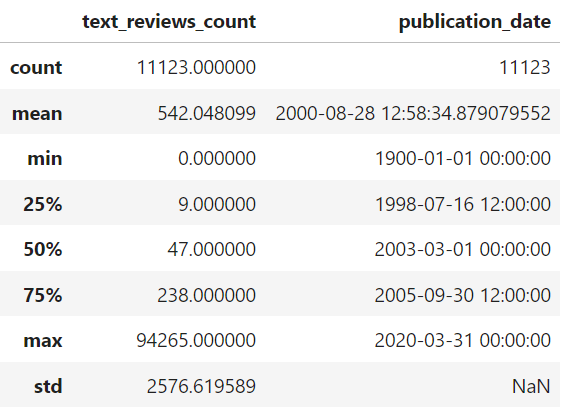 text_reviews_count publication_date
count 11123.000000 11123
mean 542.048099 2000-08-28 12:58:34.879079552
min 0.000000 1900-01-01 00:00:00
25% 9.000000 1998-07-16 12:00:00
50% 47.000000 2003-03-01 00:00:00
75% 238.000000 2005-09-30 12:00:00
max 94265.000000 2020-03-31 00:00:00
std 2576.619589 NaN